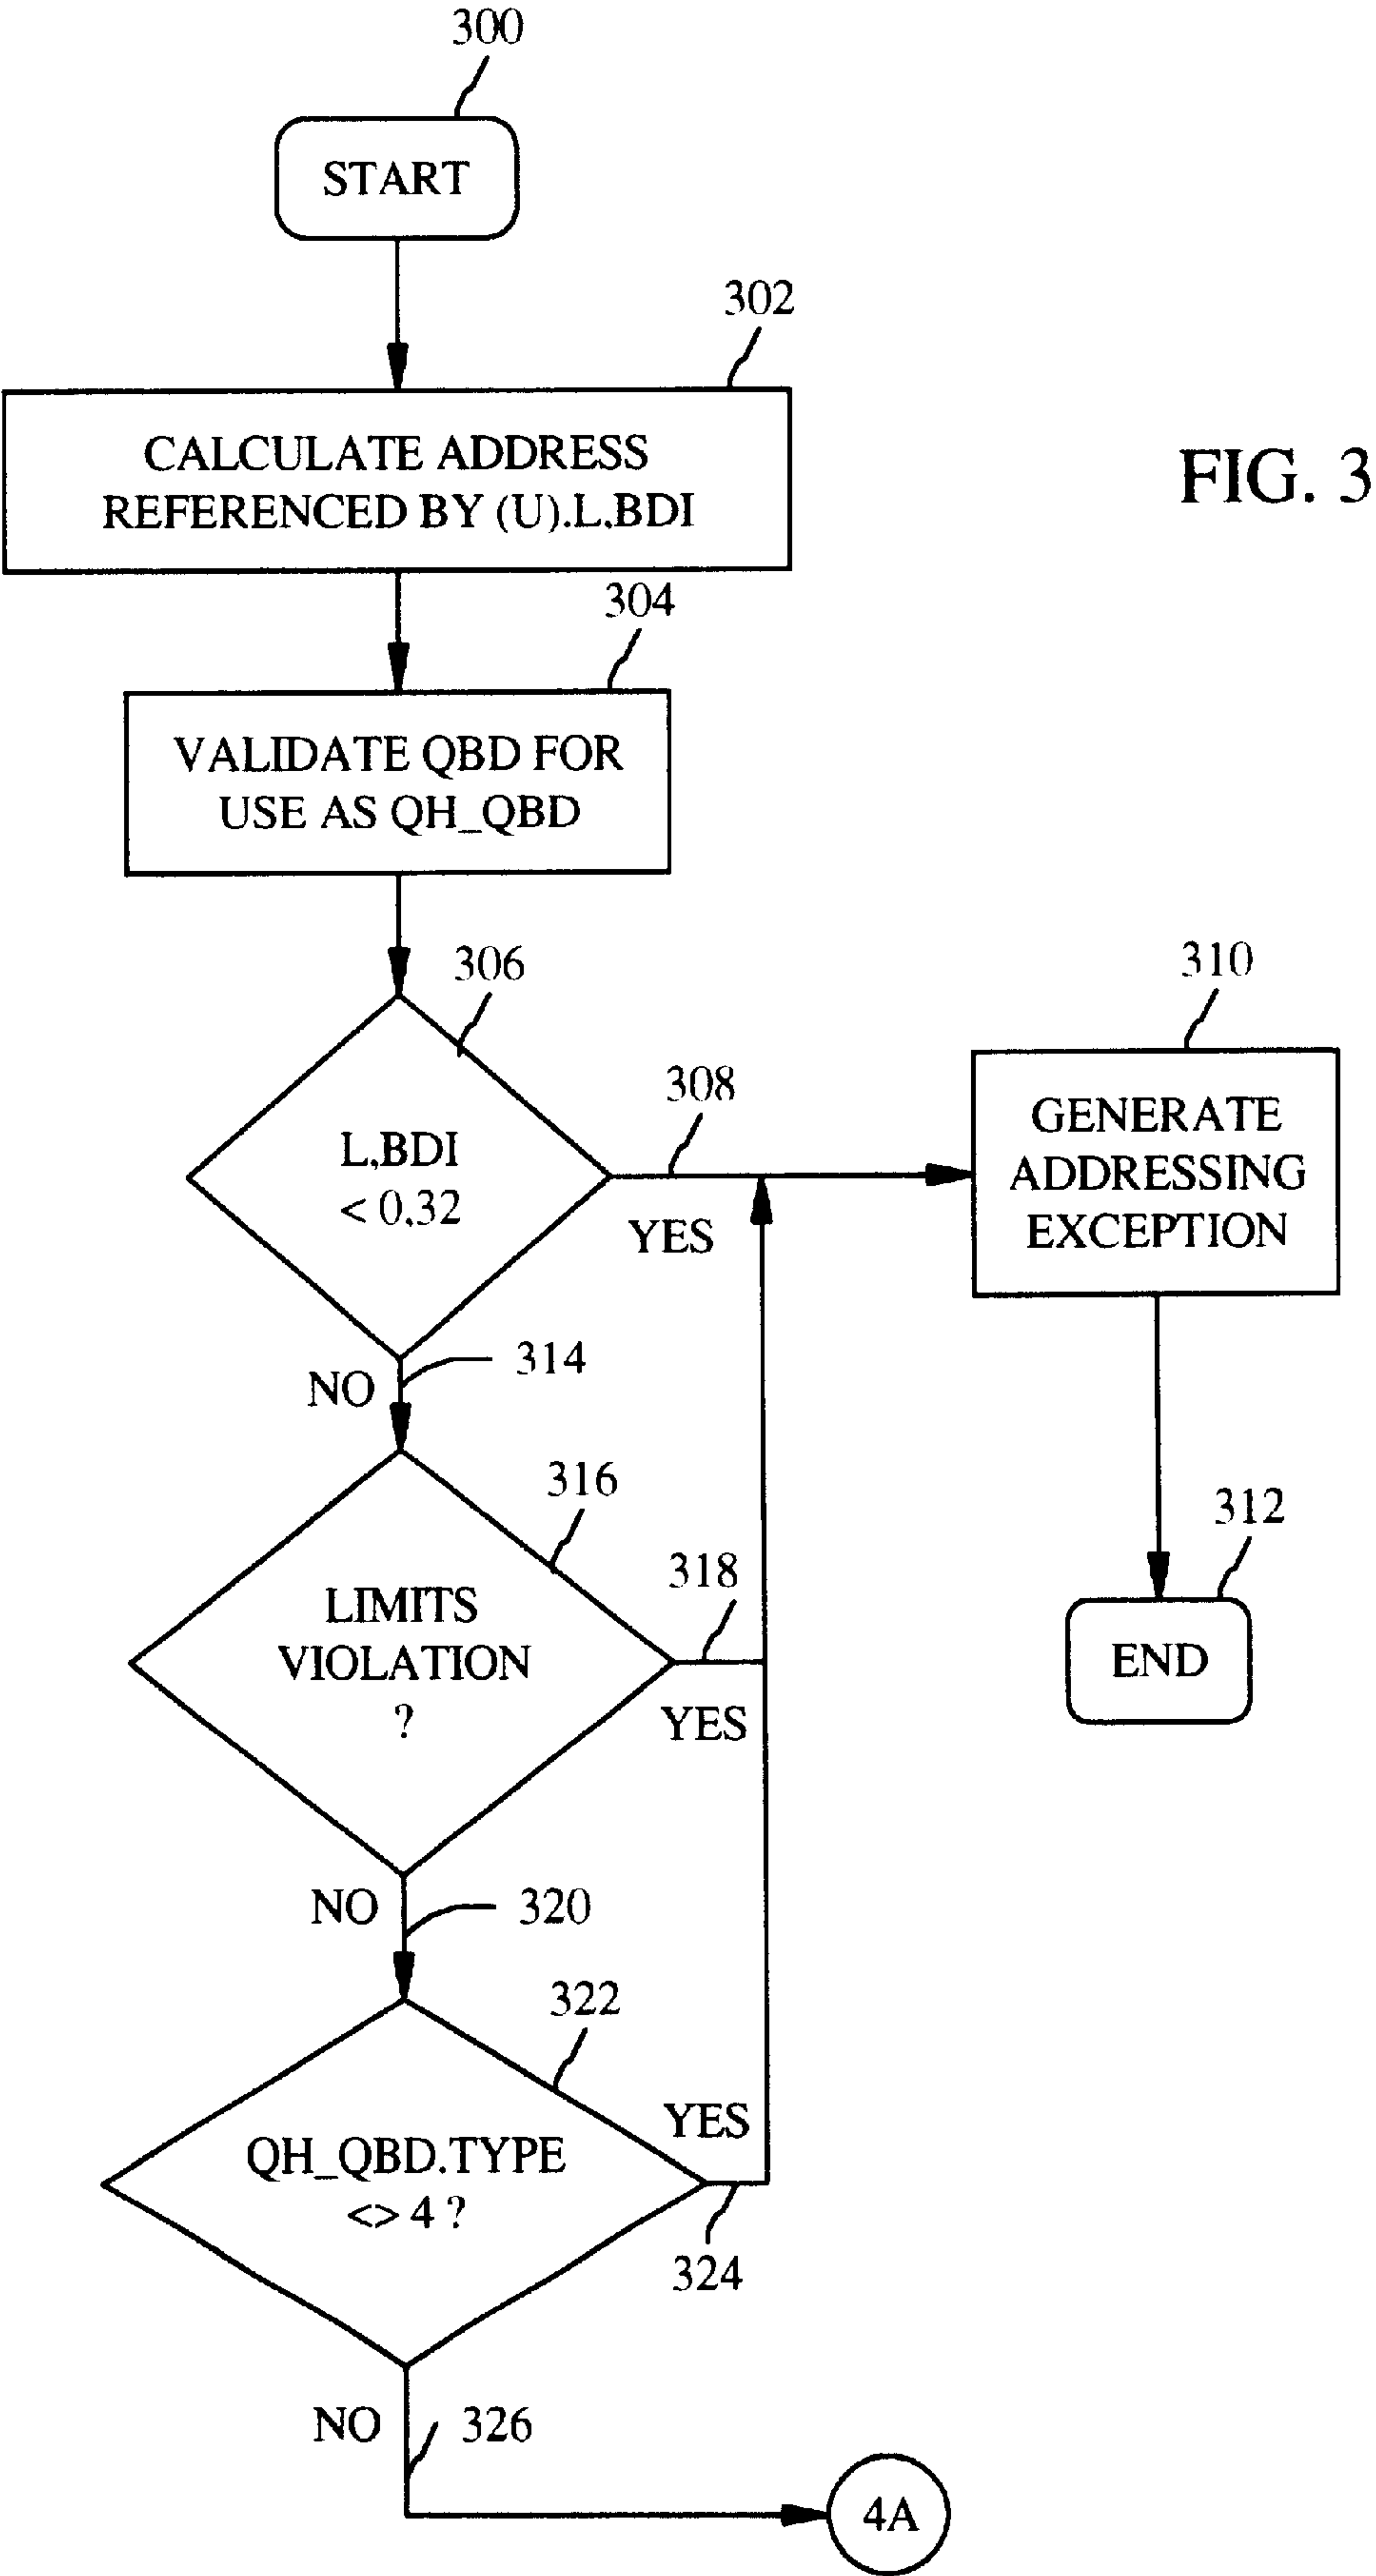 300
START
302
CALCULATE ADDRESS
REFERENCED BY (U).L,BDI
FIG. 3
304
VALIDATE QBD FOR
USE AS QH_QBD
306
L,BDI
< 0,32
308
YES
310
GENERATE
ADDRESSING
EXCEPTION
314
NO
312
END
316
LIMITS
VIOLATION
?
318
YES
NO
320
322
QH_QBD.TYPE
<> 4 ?
YES
324
NO
326
4A